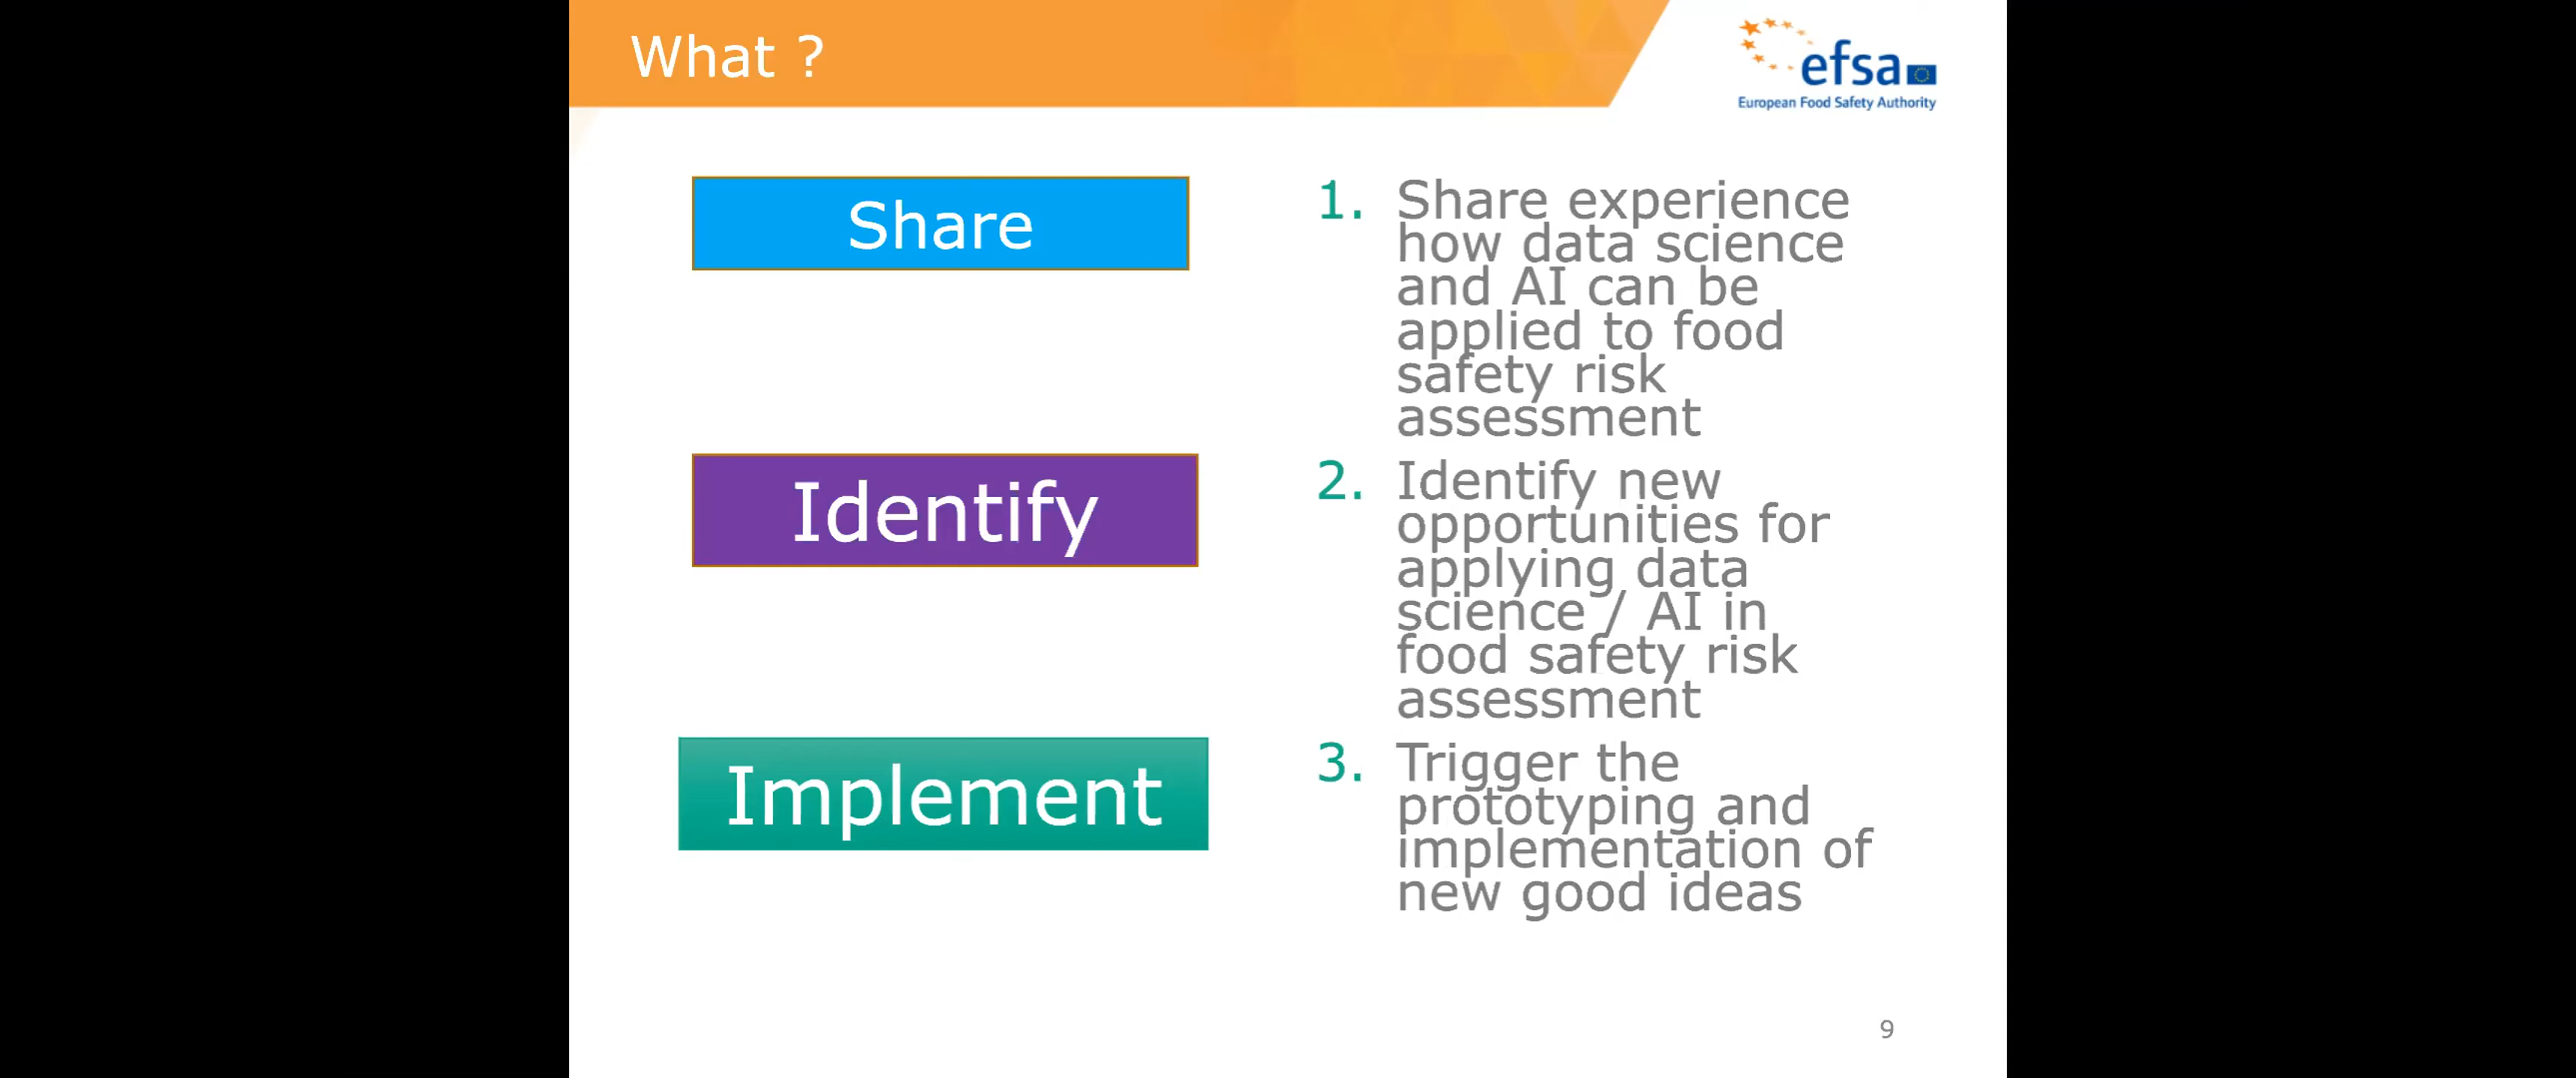 What ?
efsa
European Food Safety Authority
Share
1. Share experience
how data science
and AI can be
applied to food
safety risk
assessment
Identify
2. Identify new
opportunities for
applying data
science / AI in
food safety risk
assessment
Implement
3. Trigger the
prototyping and
implementation of
new good ideas
9